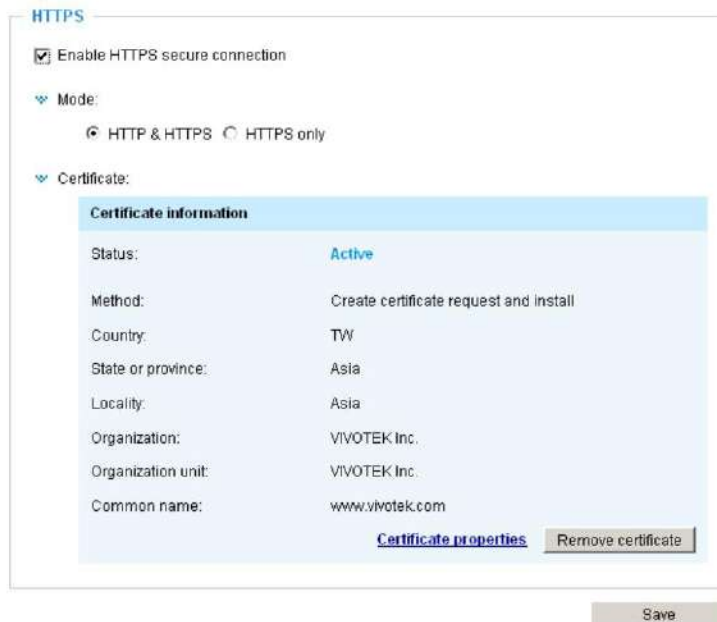 HTTPS
Enable HTTPS secure connection
Mode:
HTTP & HTTPS HTTPS only
Certificate:
Certificate information
Status: Active
Method: Create certificate request and install
Country: TW
State or province: Asia
Locality: Asia
Organization: VIVOTEK Inc.
Organization unit: VIVOTEK Inc.
Common name: www.vivotek.com
Certificate properties Remove certificate
Save